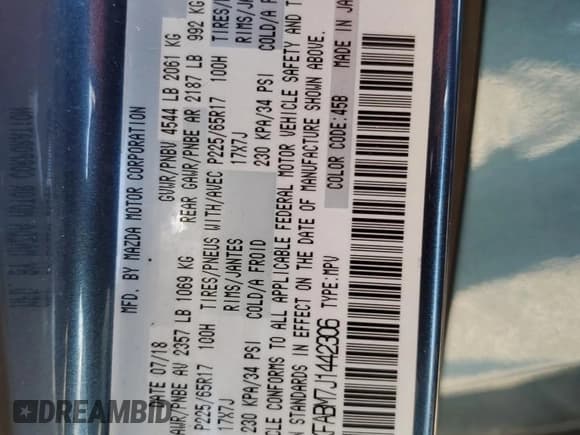 MFD. BY MAZDA MOTOR CORPORATION
DATE 07/18 GVWR/PNBV 4544 LB 2061 KG
GAWR/PNBE AV 2357 LB 1069 KG REAR GAWR/PNBE AR 2187 LB 992 KG
P225/65R17 100H TIRES/PNEUS WITH/AVEC P225/65R17 100H
17X7J RIMS/JANTES 17X7J
230 KPA/34 PSI COLD/A FROID 230 KPA/34 PSI COLD/A
CONFORMS TO ALL APPLICABLE FEDERAL MOTOR VEHICLE SAFETY AND
STANDARDS IN EFFECT ON THE DATE OF MANUFACTURE SHOWN ABOVE.
FABM7J1442306 TYPE:MPV COLOR CODE:45B MADE IN
DIAMOND CERTIFIED